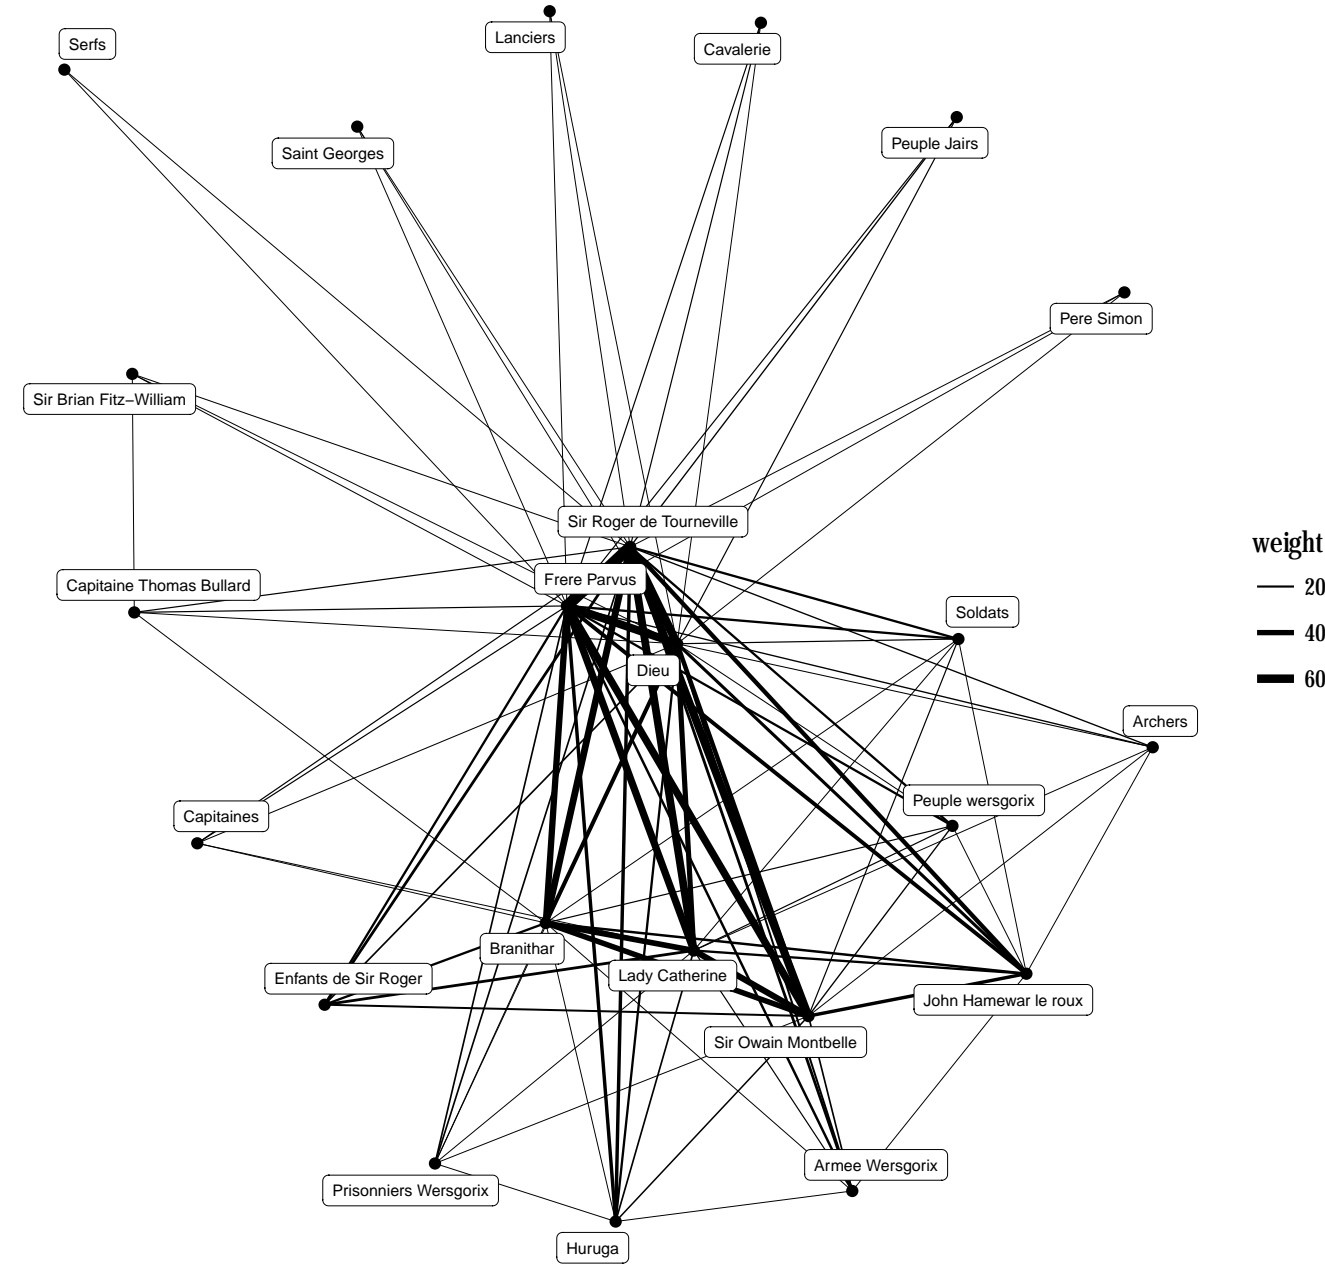 Lanciers
Serfs
Cavalerie
Peuple Jairs
Saint Georges
Pere Simon
Sir Brian Fitz−William
Sir Roger de Tourneville
weight
Frere Parvus
Capitaine Thomas Bullard
20
Soldats
40
Dieu
60
Archers
Peuple wersgorix
Capitaines
Branithar
Lady Catherine
Enfants de Sir Roger
John Hamewar le roux
Sir Owain Montbelle
Armee Wersgorix
Prisonniers Wersgorix
Huruga